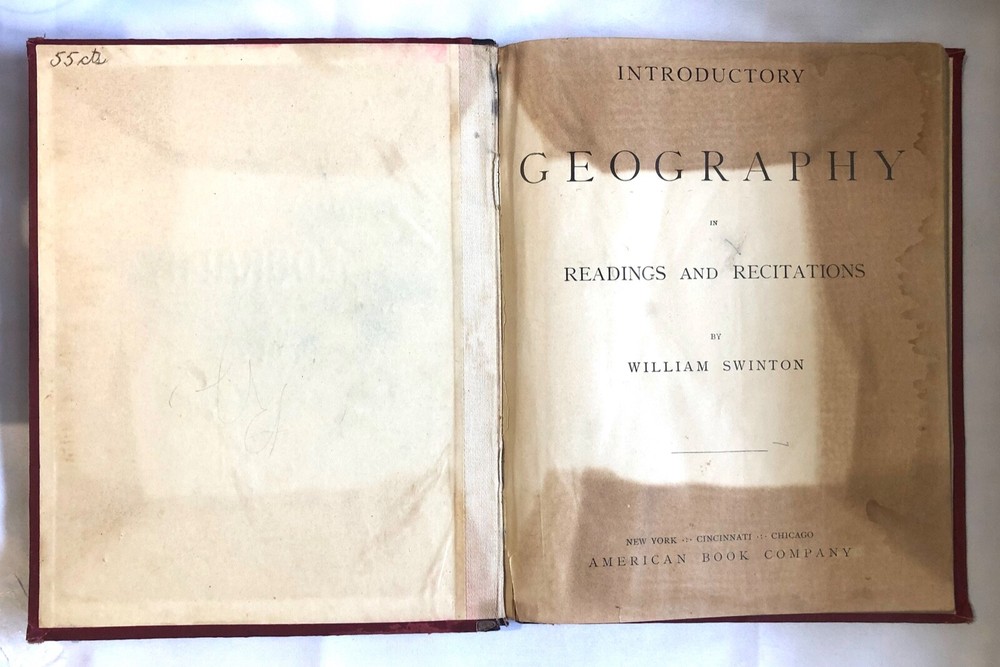 55cts
INTRODUCTORY
GEOGRAPHY
IN
READINGS AND RECITATIONS
BY
WILLIAM SWINTON
NEW YORK ·:· CINCINNATI ·:· CHICAGO
AMERICAN BOOK COMPANY